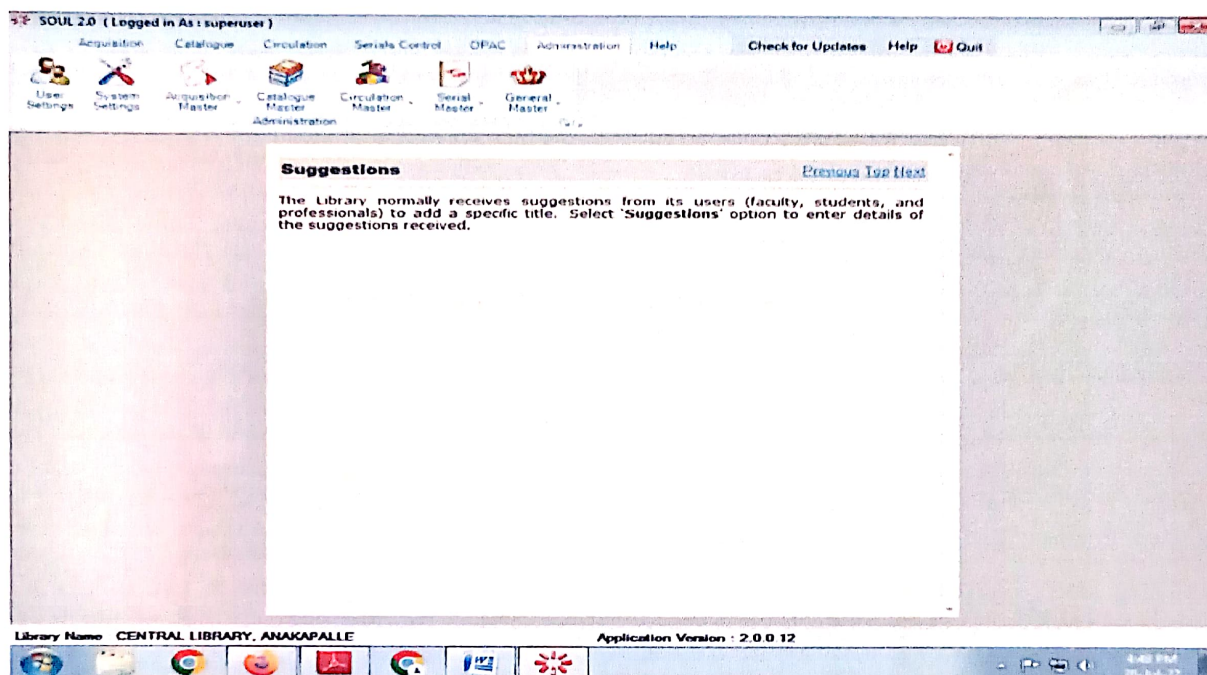 SOUL 2.0 ( Logged in As : superuser )
Acquisition Catalogue Circulation Serials Control OPAC Administration Help Check for Updates Help Quit
User Settings
System Settings
Acquisition Master
Catalogue Master
Circulation Master
Serial Master
General Master
Administration
Suggestions
Previous Top Next
The Library normally receives suggestions from its users (faculty, students, and
professionals) to add a specific title. Select 'Suggestions' option to enter details of
the suggestions received.
Library Name CENTRAL LIBRARY, ANAKAPALLE
Application Version : 2.0.0.12
4:48 PM